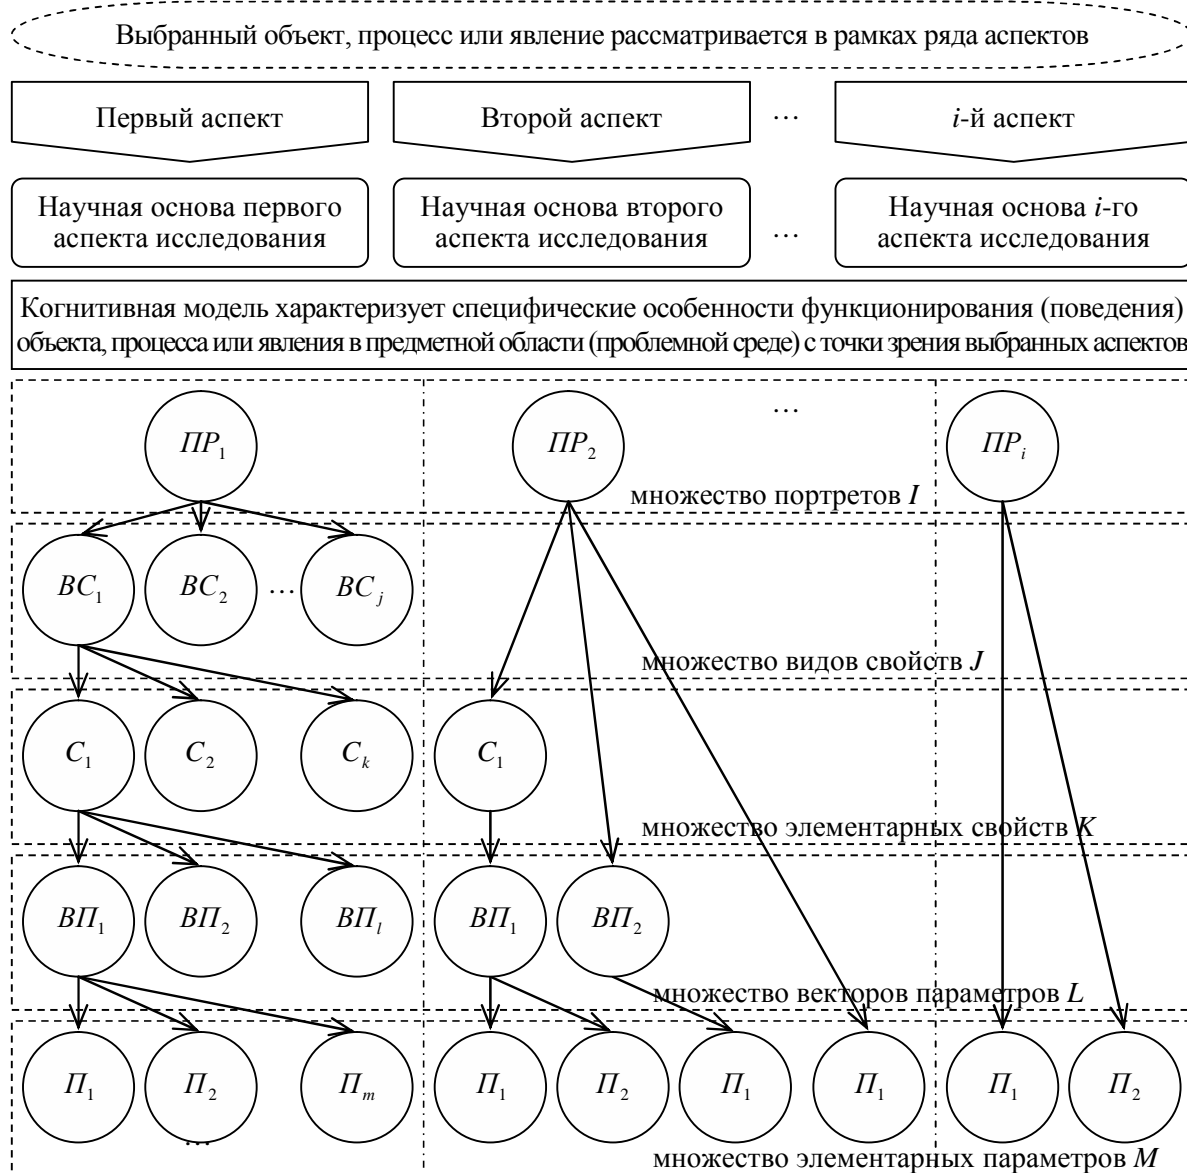 Выбранный объект, процесс или явление рассматривается в рамках ряда аспектов
Первый аспект
Второй аспект
…
i-й аспект
Научная основа первого
аспекта исследования
Научная основа второго
аспекта исследования
…
Научная основа i-го
аспекта исследования
Когнитивная модель характеризует специфические особенности функционирования (поведения)
объекта, процесса или явления в предметной области (проблемной среде) с точки зрения выбранных аспектов
…
ПР₁
ПР₂
ПРᵢ
множество портретов I
ВС₁
ВС₂
…
ВСⱼ
множество видов свойств J
С₁
С₂
Сₖ
С₁
множество элементарных свойств K
ВП₁
ВП₂
ВПₗ
ВП₁
ВП₂
множество векторов параметров L
П₁
П₂
Пₘ
П₁
П₂
П₁
П₁
П₁
П₂
…
множество элементарных параметров M